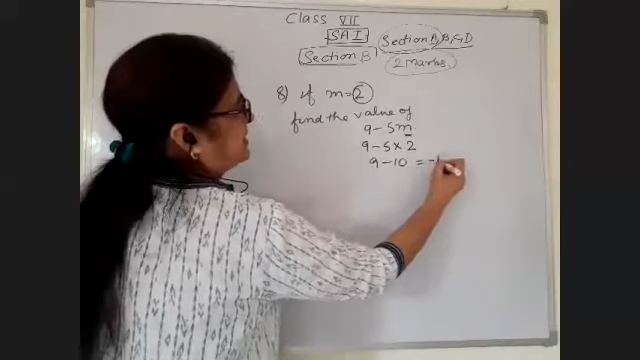 Class VII
SAI
Section A, B, C, D
Section B
2 Marks
8) if m=2
find the value of
9-5m
9-5×2
9-10 = -1